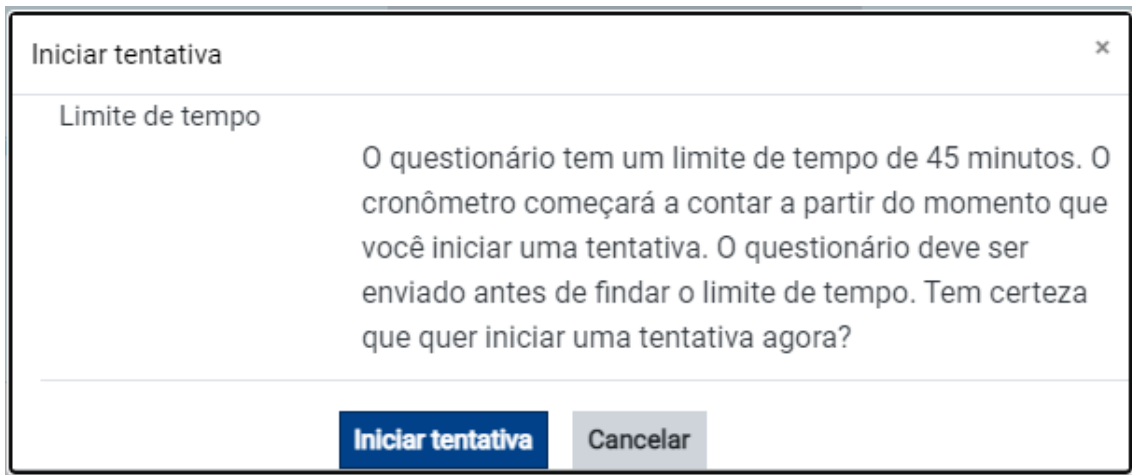 Iniciar tentativa ×
Limite de tempo
O questionário tem um limite de tempo de 45 minutos. O
cronômetro começará a contar a partir do momento que
você iniciar uma tentativa. O questionário deve ser
enviado antes de findar o limite de tempo. Tem certeza
que quer iniciar uma tentativa agora?
Iniciar tentativa Cancelar